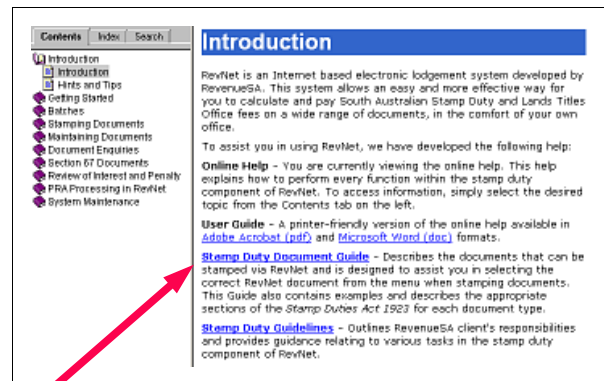 Contents Index Search
Introduction
Introduction
Hints and Tips
Getting Started
Batches
Stamping Documents
Maintaining Documents
Document Enquiries
Section 67 Documents
Review of Interest and Penalty
PRA Processing in RevNet
System Maintenance
Introduction
RevNet is an Internet based electronic lodgement system developed by
RevenueSA. This system allows an easy and more effective way for
you to calculate and pay South Australian Stamp Duty and Lands Titles
Office fees on a wide range of documents, in the comfort of your own
office.
To assist you in using RevNet, we have developed the following help:
Online Help - You are currently viewing the online help. This help
explains how to perform every function within the stamp duty
component of RevNet. To access information, simply select the desired
topic from the Contents tab on the left.
User Guide - A printer-friendly version of the online help available in
Adobe Acrobat (pdf) and Microsoft Word (doc) formats.
Stamp Duty Document Guide - Describes the documents that can be
stamped via RevNet and is designed to assist you in selecting the
correct RevNet document from the menu when stamping documents.
This Guide also contains examples and describes the appropriate
sections of the Stamp Duties Act 1923 for each document type.
Stamp Duty Guidelines - Outlines RevenueSA client's responsibilities
and provides guidance relating to various tasks in the stamp duty
component of RevNet.